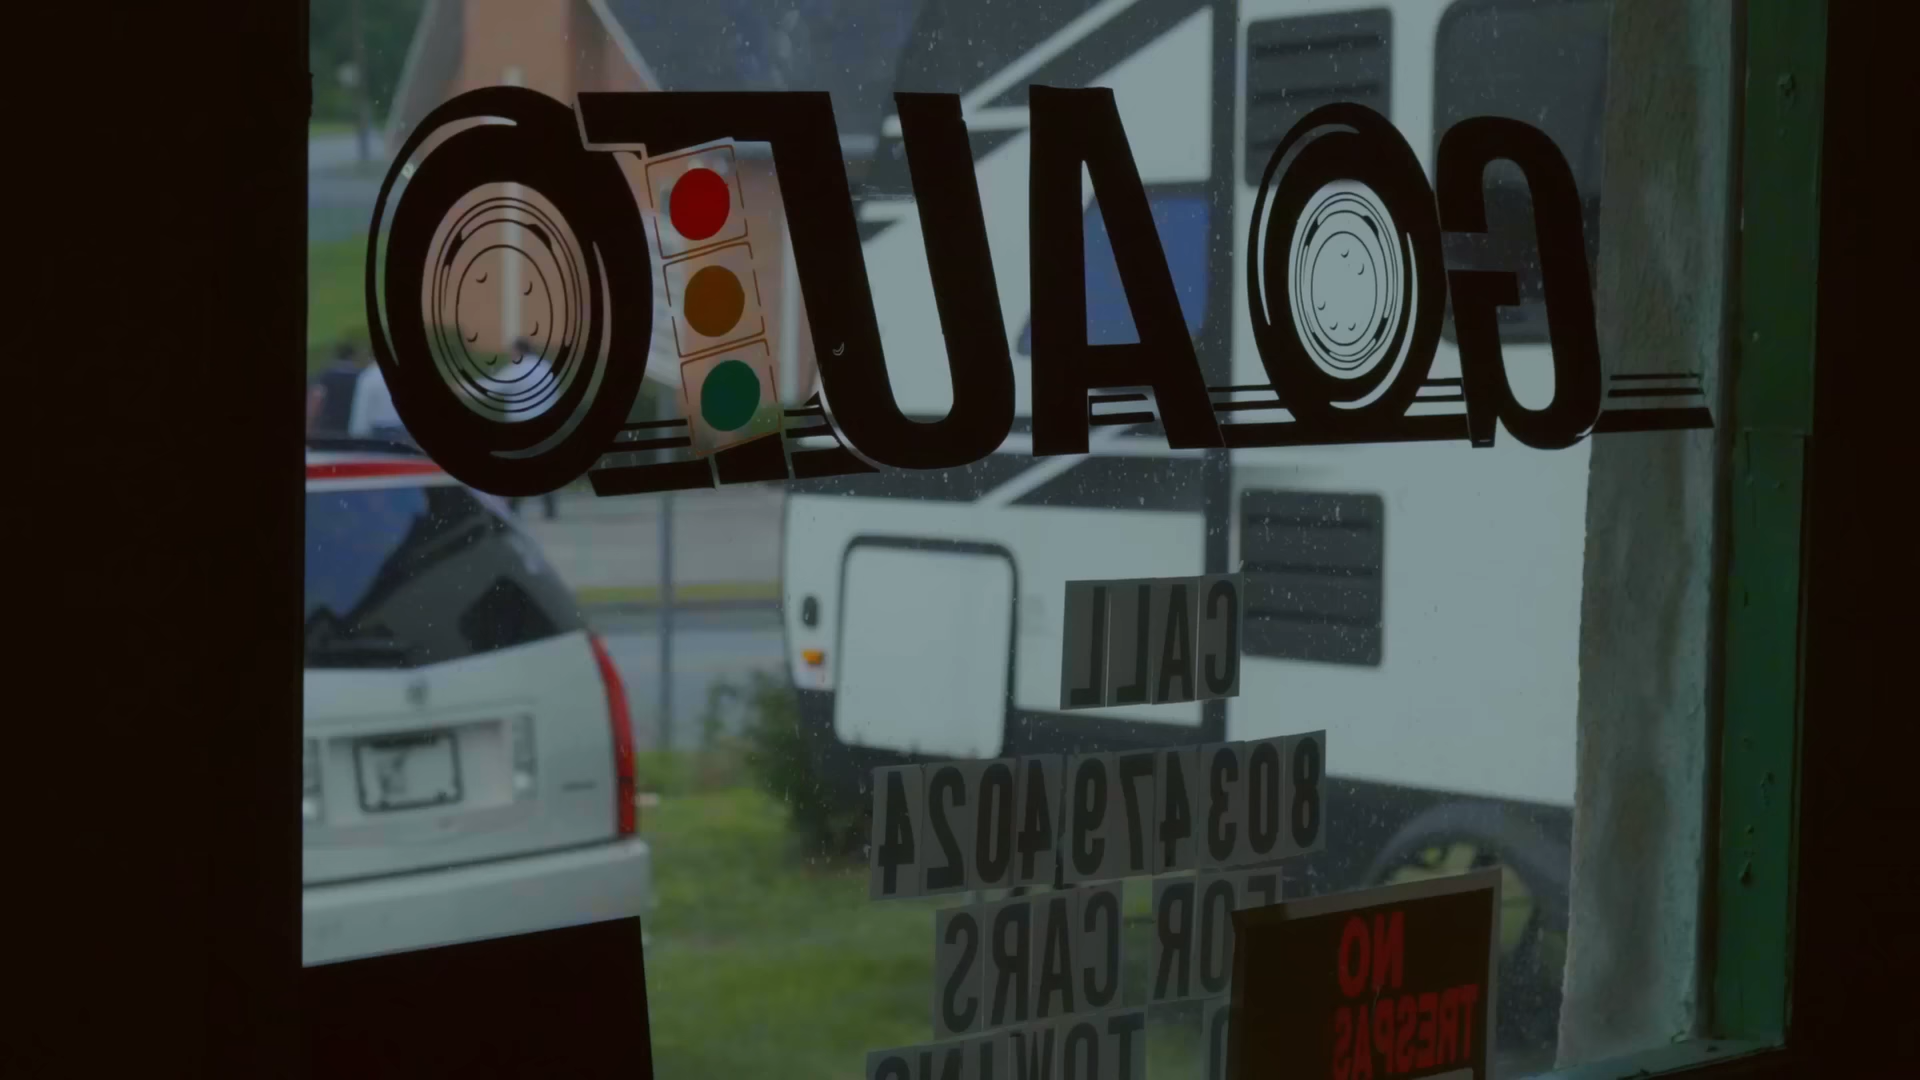 GO AUTO
CALL
8034794024
FOR CARS
TOWING
NO
TRESPAS